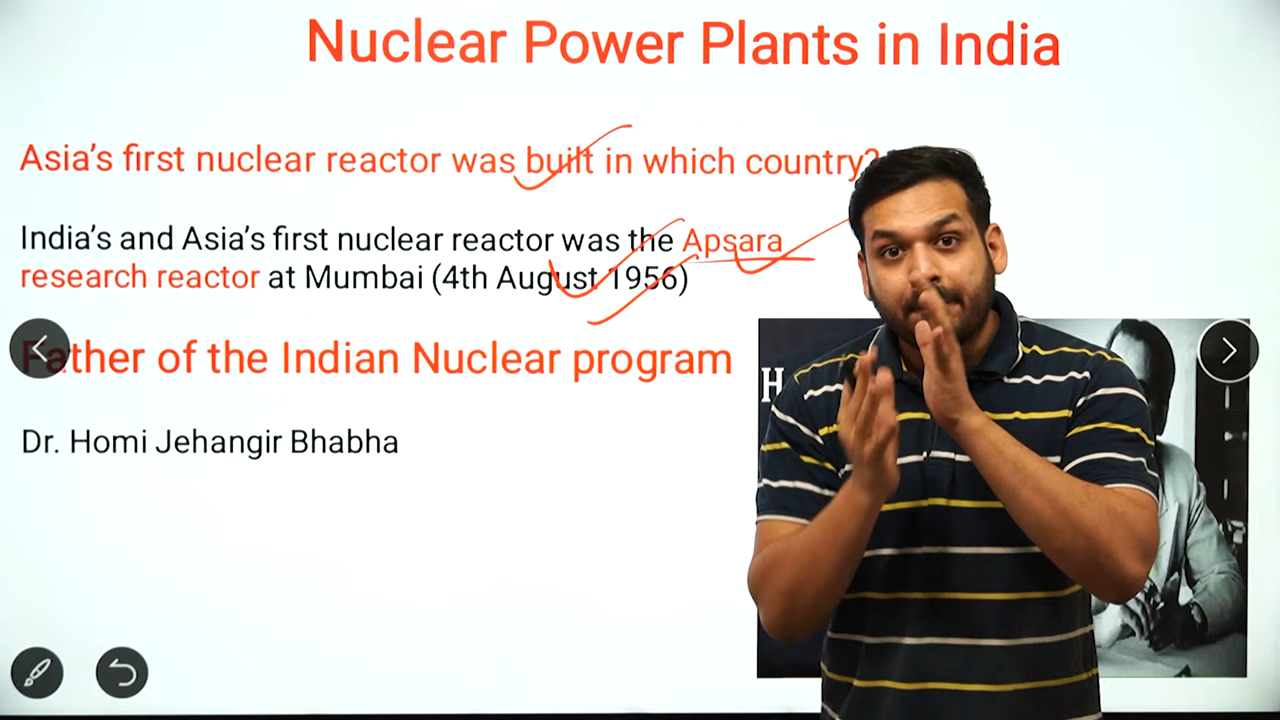 Nuclear Power Plants in India
Asia's first nuclear reactor was built in which country?
India's and Asia's first nuclear reactor was the Apsara
research reactor at Mumbai (4th August 1956)
Father of the Indian Nuclear program
H
Dr. Homi Jehangir Bhabha